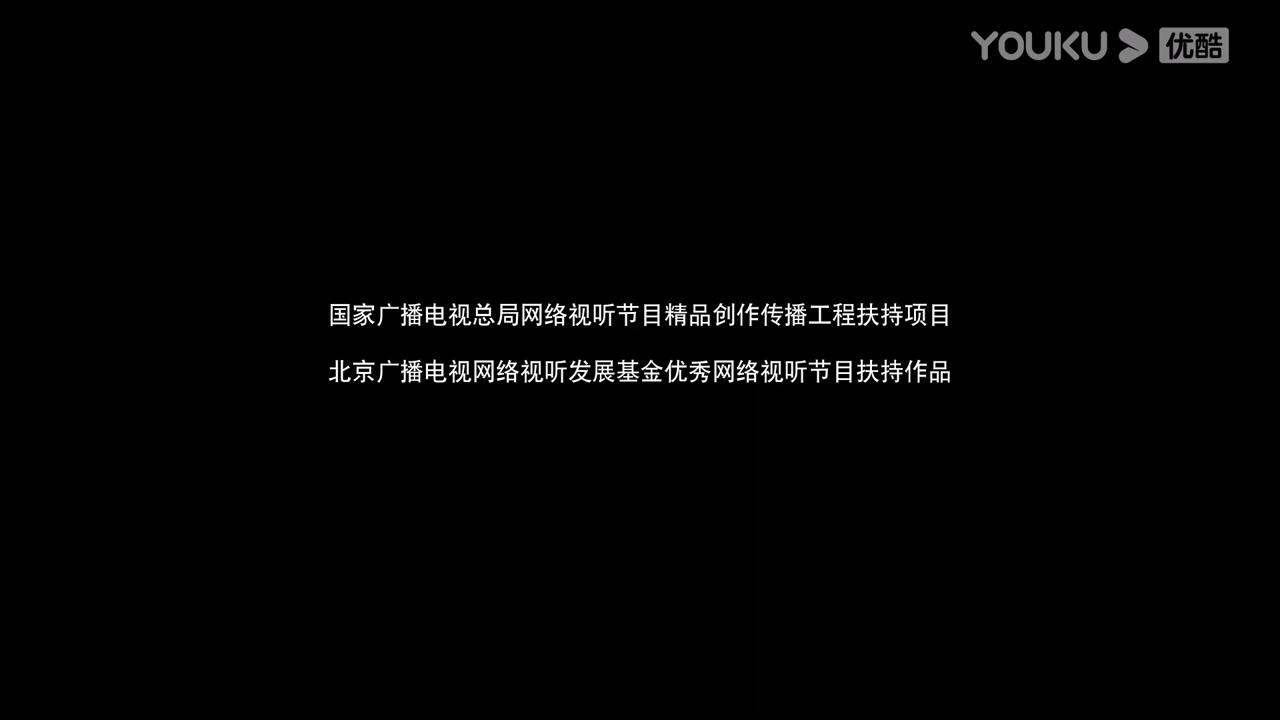 YOUKU 优酷
国家广播电视总局网络视听节目精品创作传播工程扶持项目
北京广播电视网络视听发展基金优秀网络视听节目扶持作品